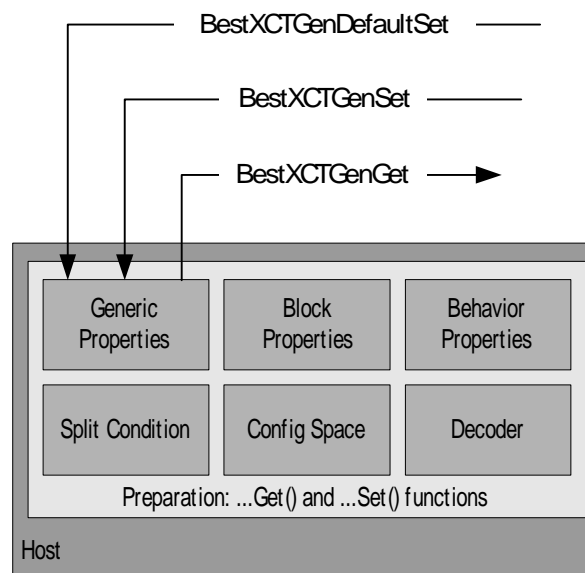 BestXCTGenDefaultSet
BestXCTGenSet
BestXCTGenGet
Generic
Properties
Block
Properties
Behavior
Properties
Split Condition
Config Space
Decoder
Preparation: ...Get() and ...Set() functions
Host